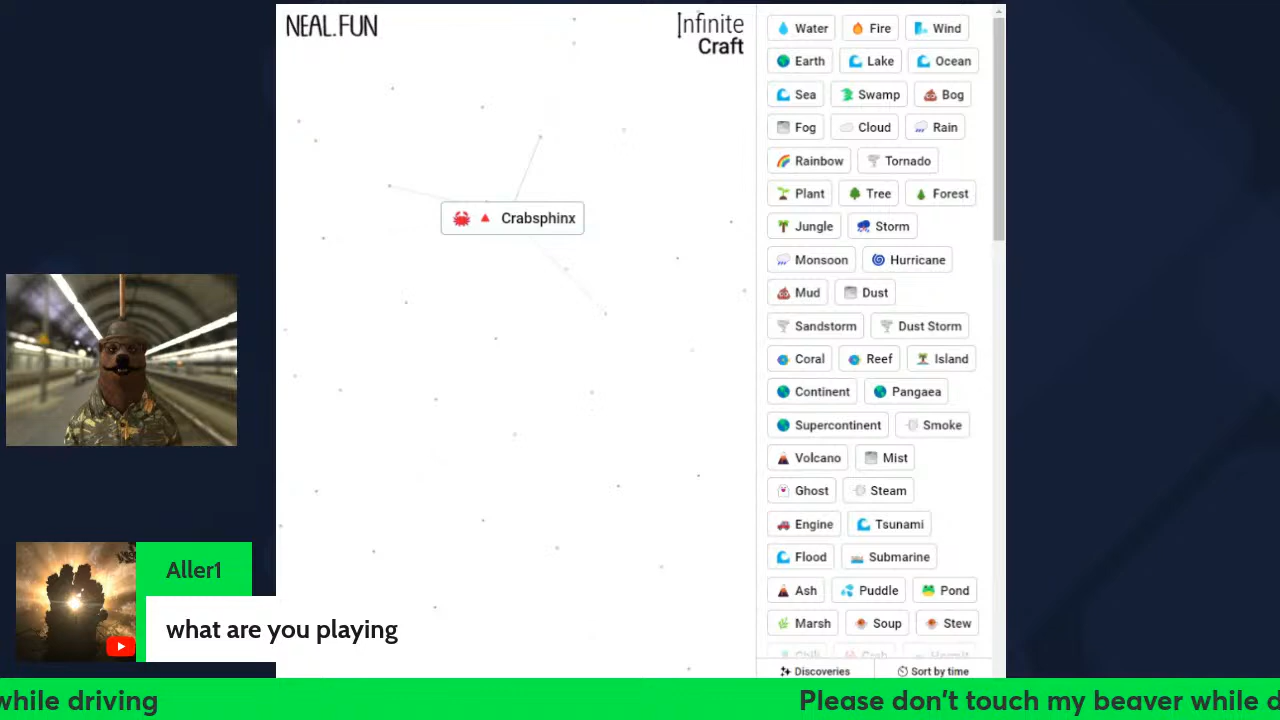 NEAL.FUN
Infinite
Craft
Crabsphinx
Water Fire Wind
Earth Lake Ocean
Sea Swamp Bog
Fog Cloud Rain
Rainbow Tornado
Plant Tree Forest
Jungle Storm
Monsoon Hurricane
Mud Dust
Sandstorm Dust Storm
Coral Reef Island
Continent Pangaea
Supercontinent Smoke
Volcano Mist
Ghost Steam
Engine Tsunami
Flood Submarine
Ash Puddle Pond
Marsh Soup Stew
Chili Crab Hermit
Discoveries Sort by time
Aller1
what are you playing
while driving Please don't touch my beaver while d